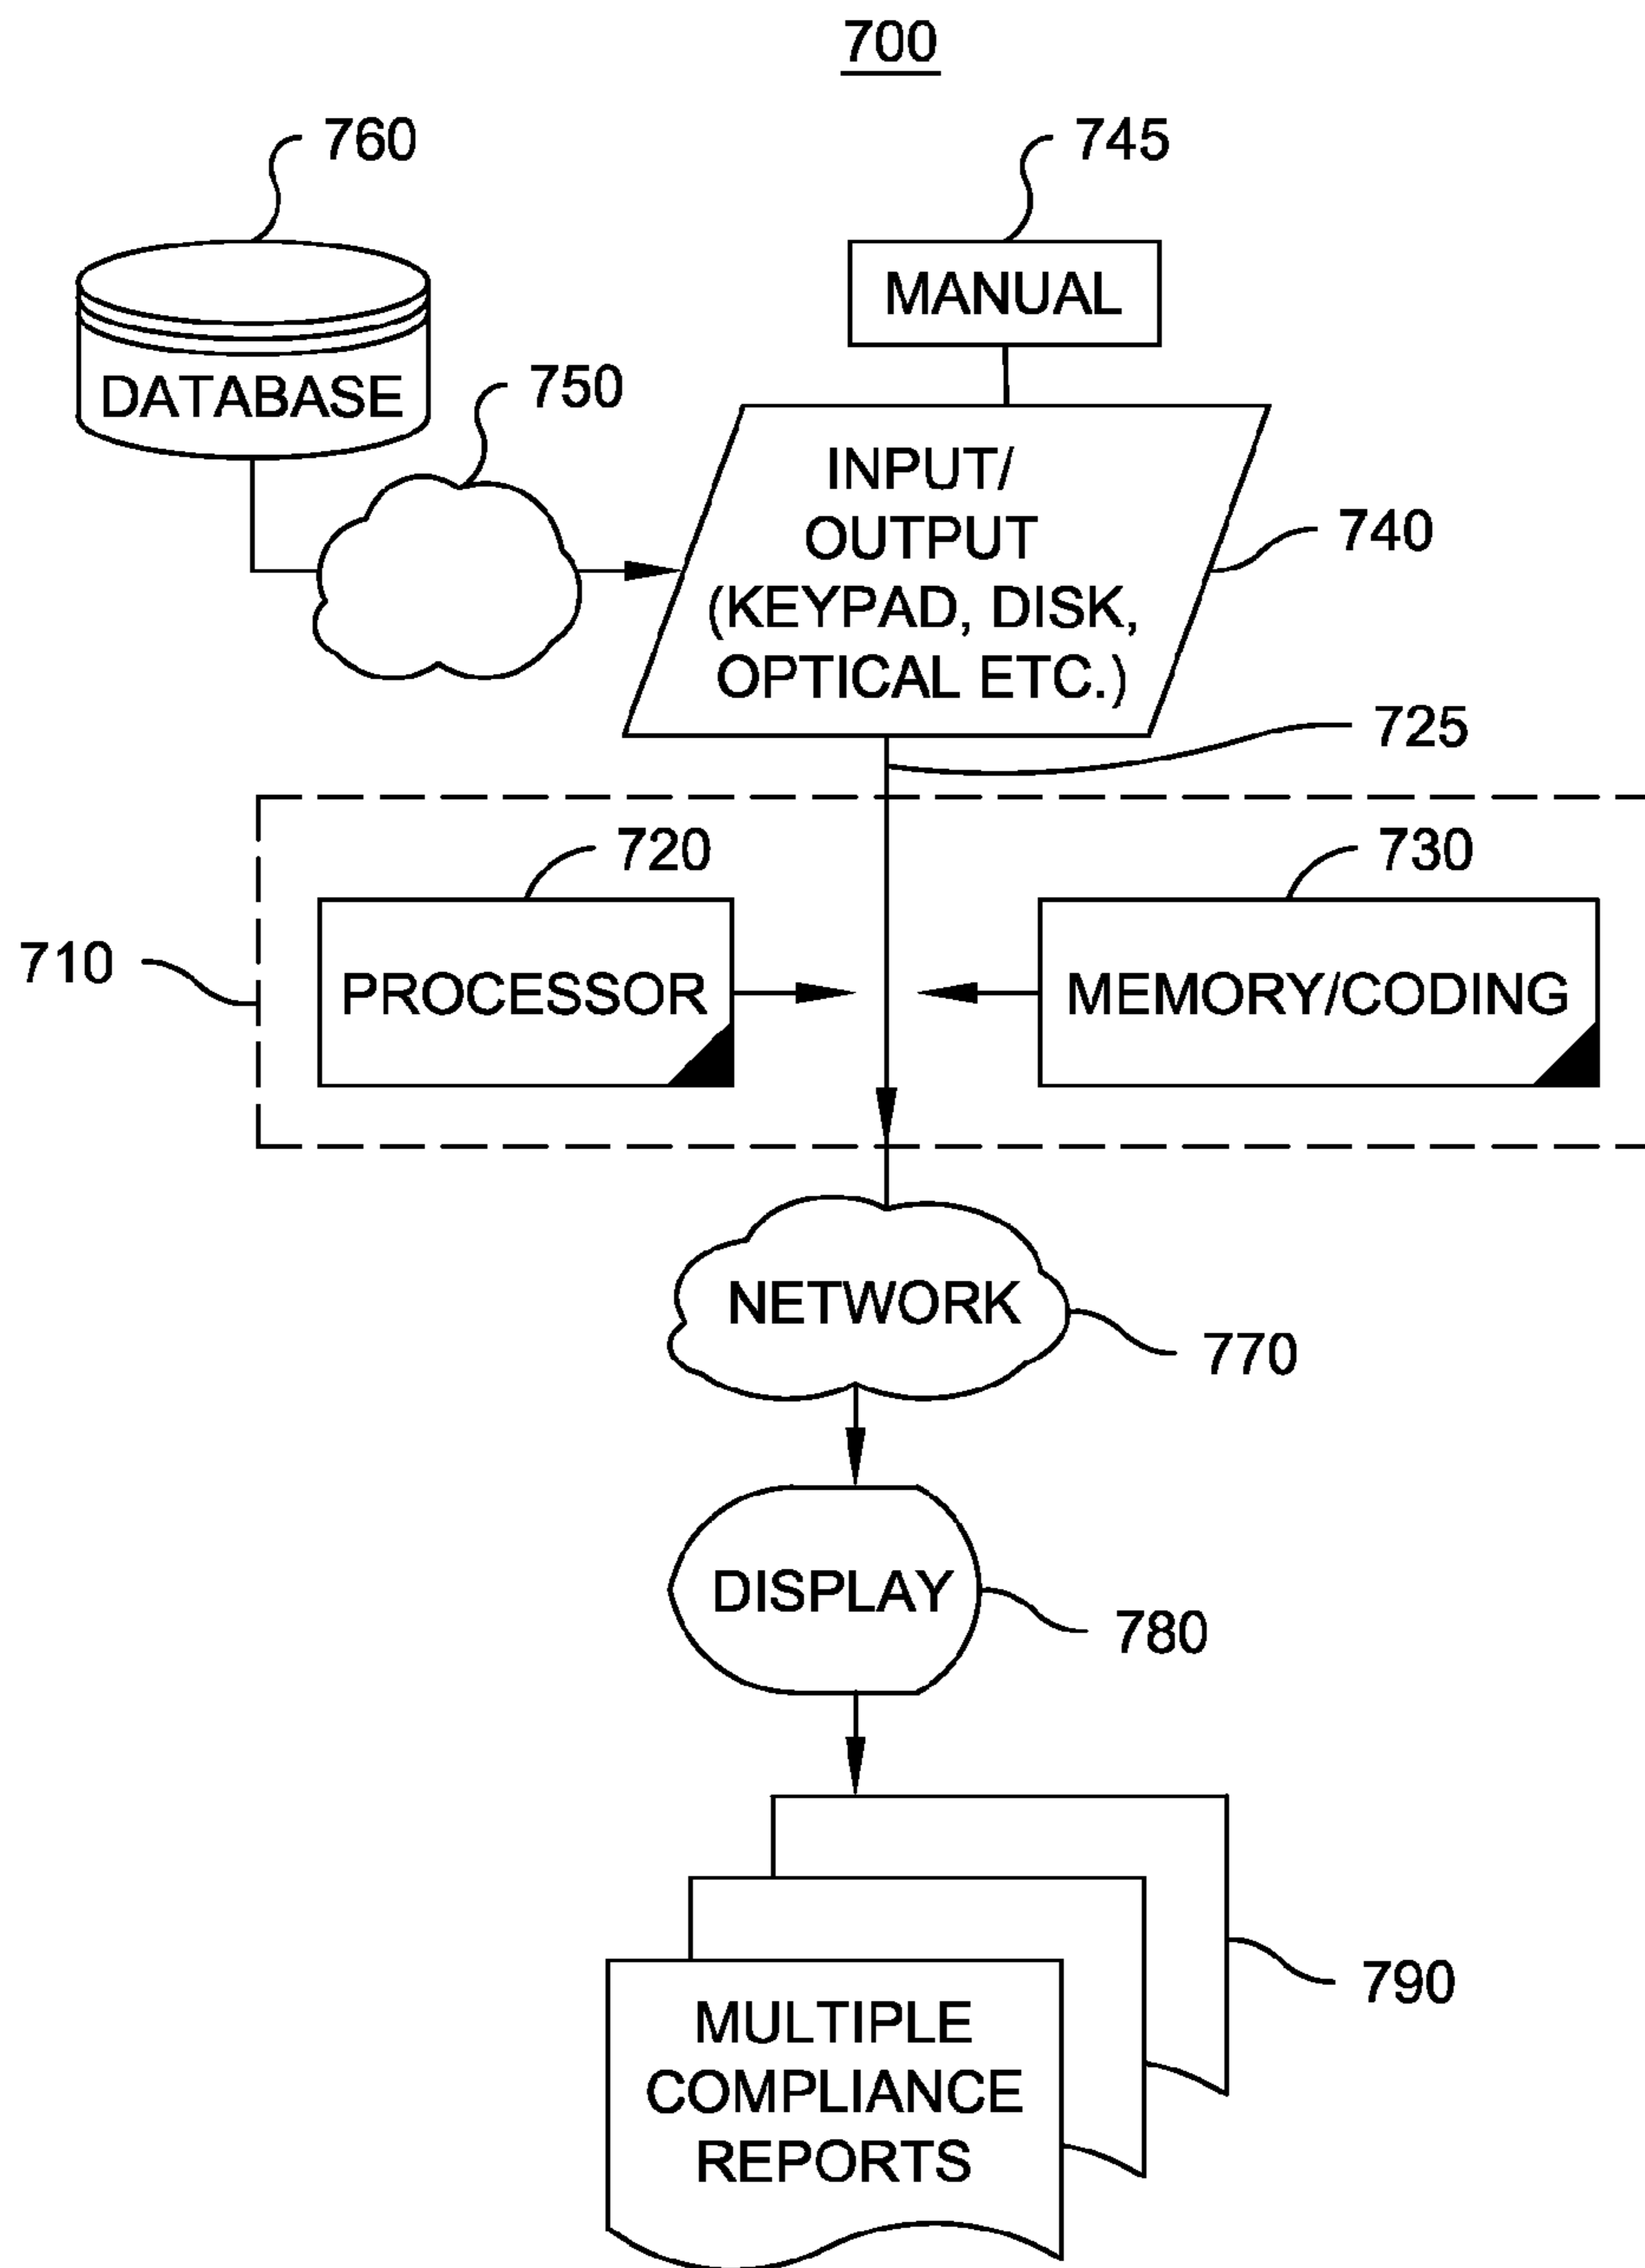 700
760
745
MANUAL
DATABASE
750
INPUT/
OUTPUT
(KEYPAD, DISK,
OPTICAL ETC.)
740
725
720
730
710
PROCESSOR
MEMORY/CODING
NETWORK
770
DISPLAY
780
790
MULTIPLE
COMPLIANCE
REPORTS